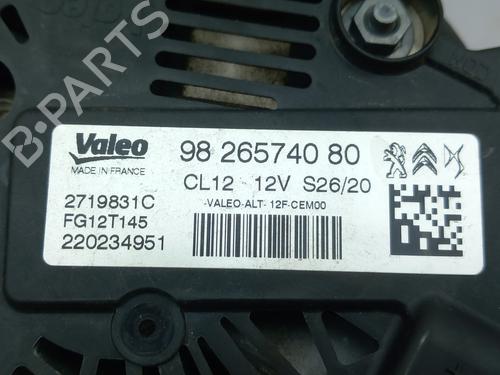 Valeo
MADE IN FRANCE
98 265740 80
CL12 12V S26/20
-VALEO-ALT- 12F-CEM00
2719831C
FG12T145
220234951
B-PARTS